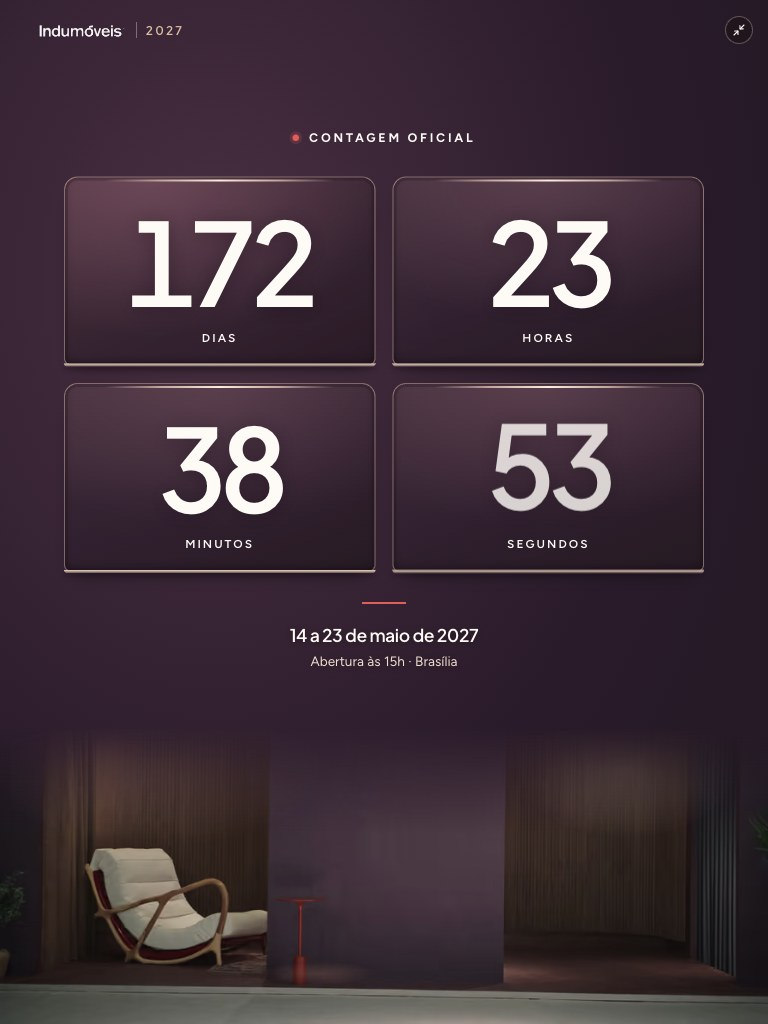 Indumóveis | 2027
CONTAGEM OFICIAL
172
DIAS
23
HORAS
38
MINUTOS
53
SEGUNDOS
14 a 23 de maio de 2027
Abertura às 15h · Brasília